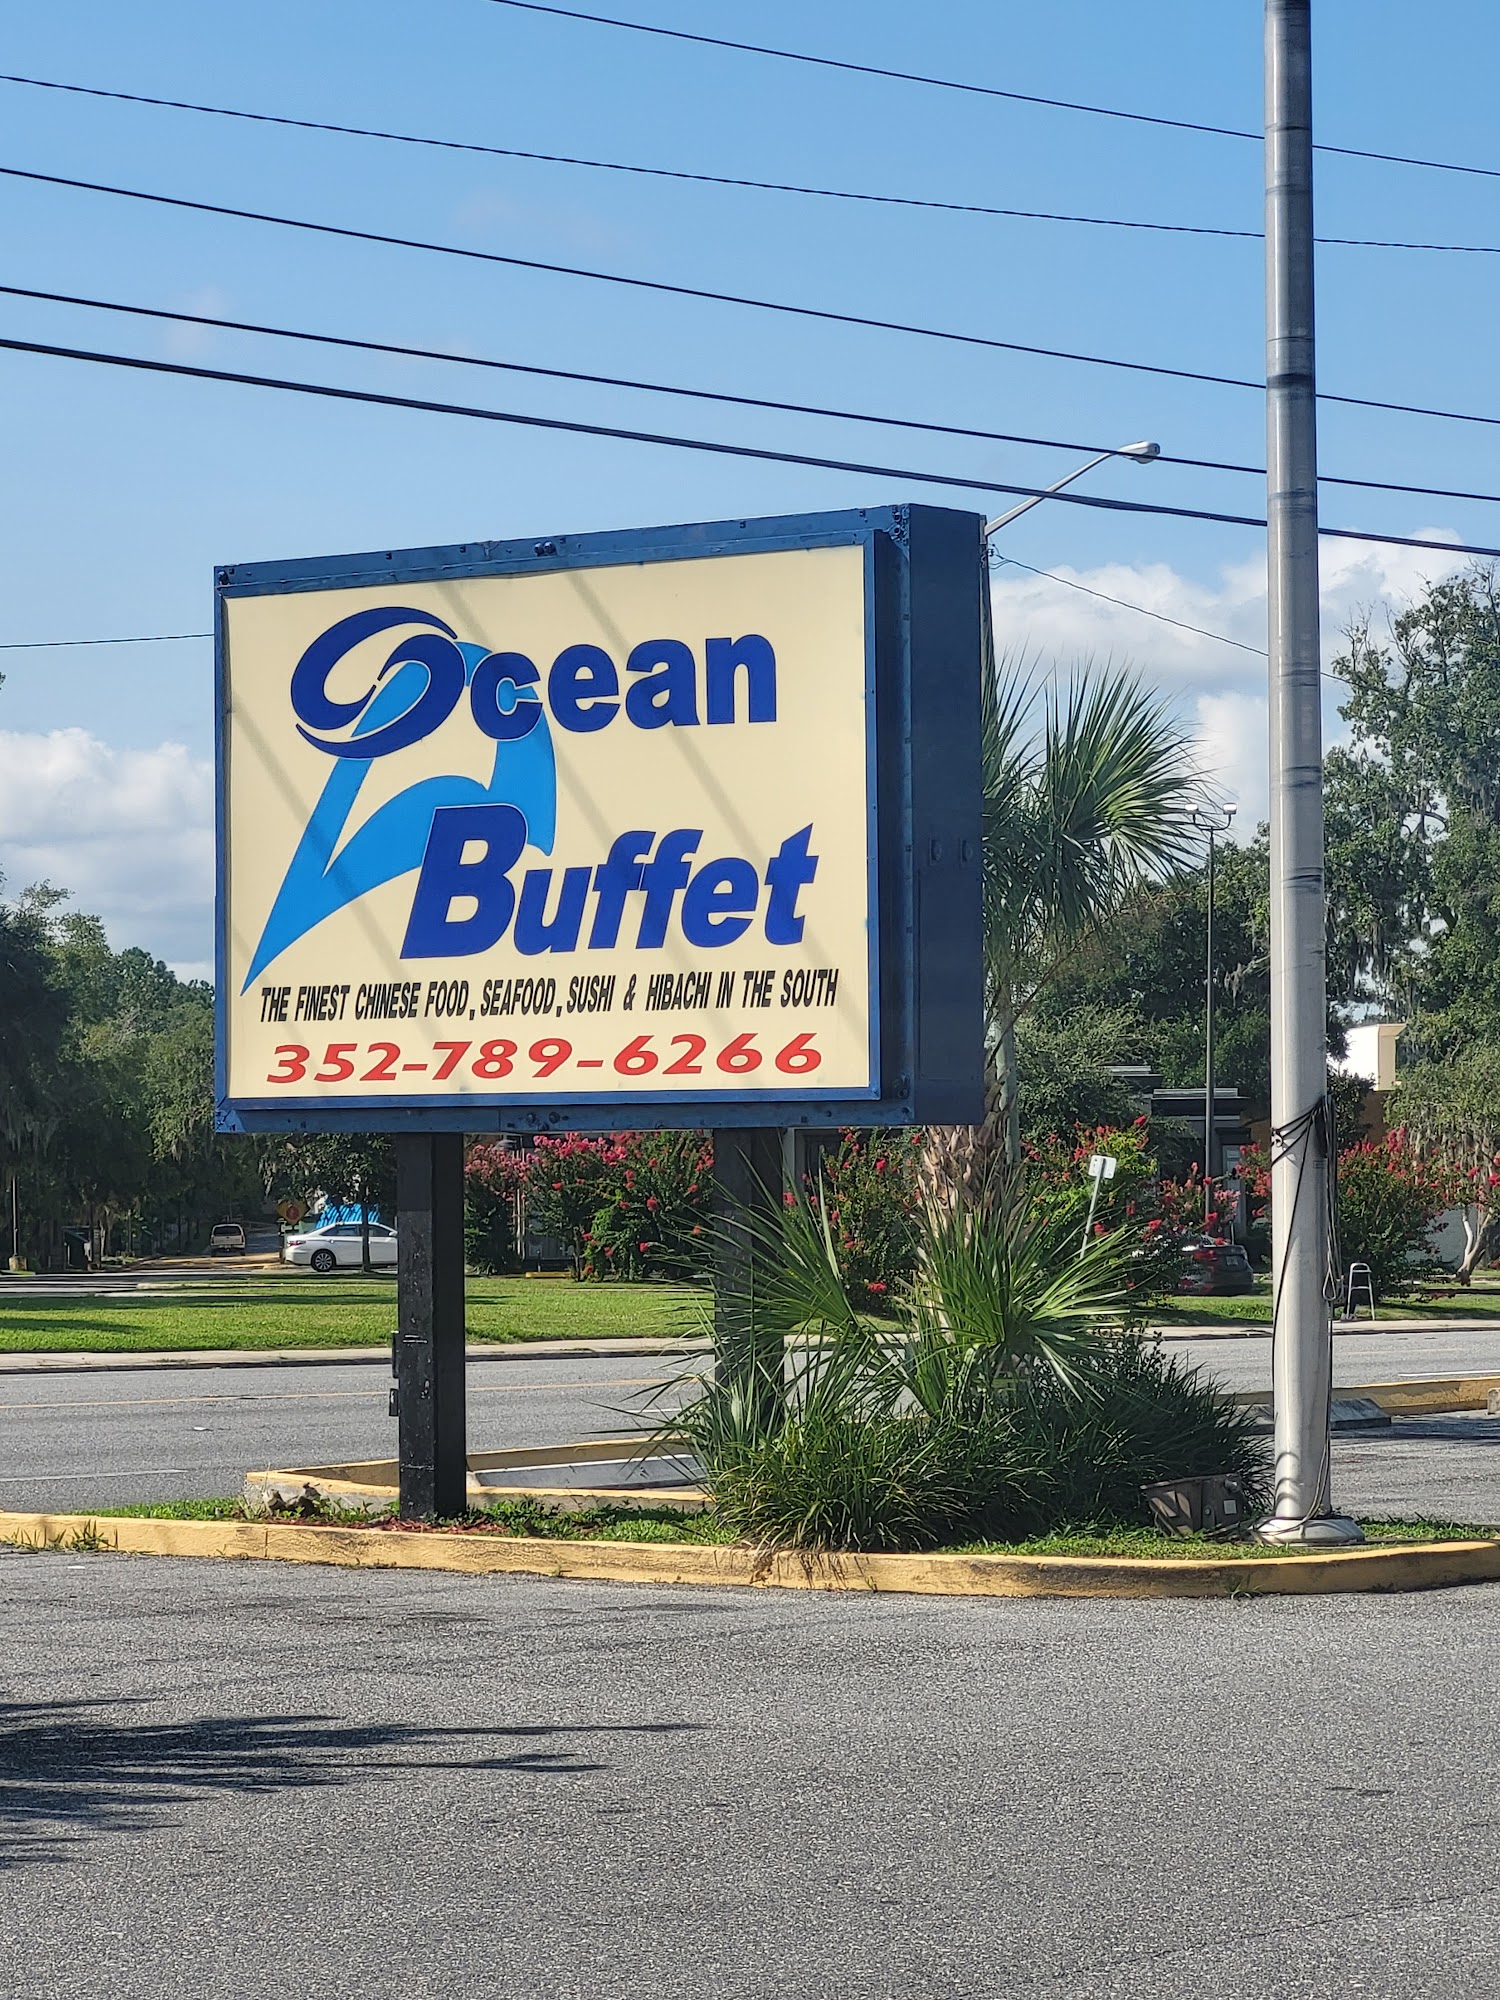 Ocean
Buffet
THE FINEST CHINESE FOOD, SEAFOOD, SUSHI & HIBACHI IN THE SOUTH
352-789-6266